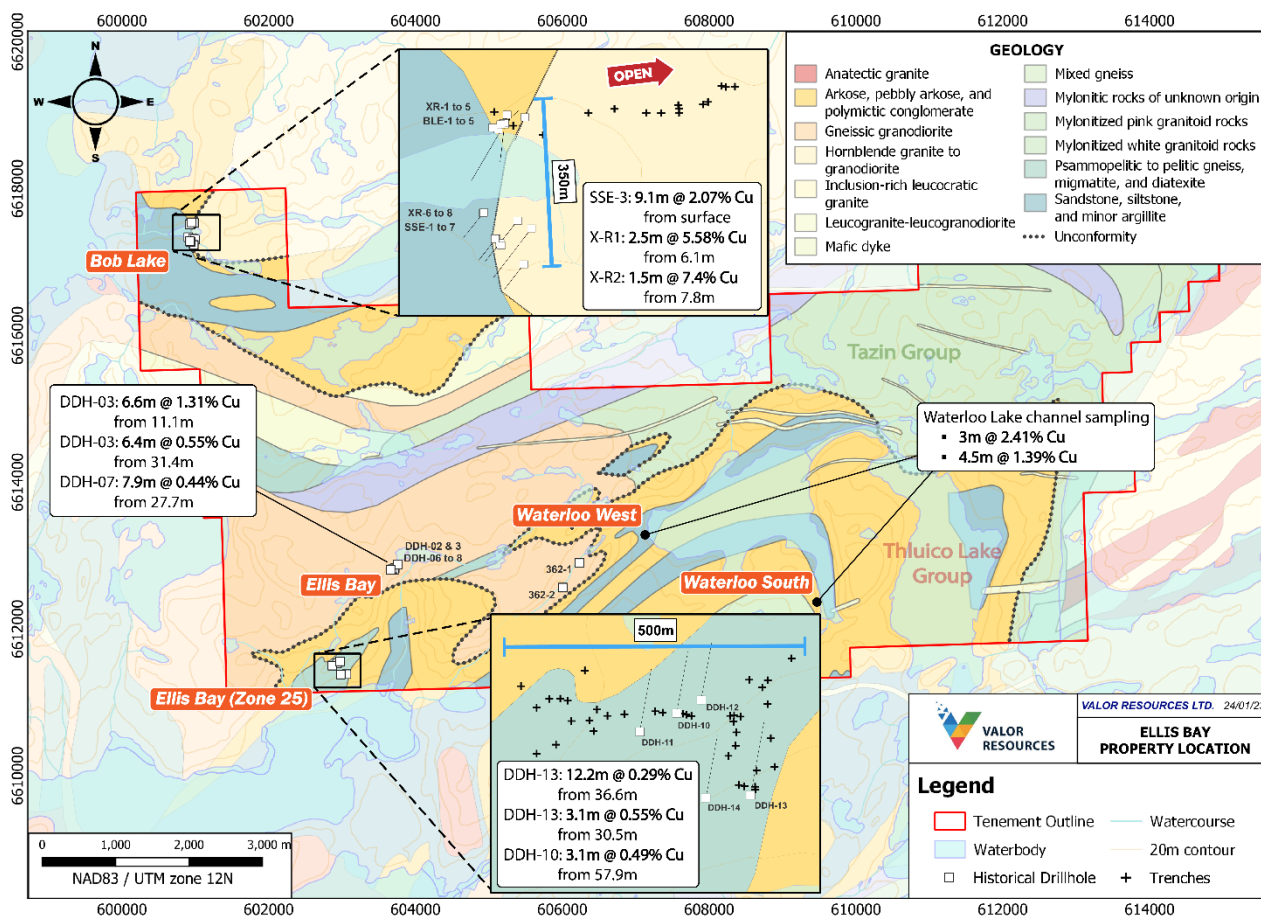 600000
602000
604000
606000
608000
610000
612000
614000
6620000
6618000
6616000
6614000
6612000
6610000
N
W
E
S
OPEN
XR-1 to 5
BLE-1 to 5
350m
XR-6 to 8
SSE-1 to 7
SSE-3: 9.1m @ 2.07% Cu
from surface
X-R1: 2.5m @ 5.58% Cu
from 6.1m
X-R2: 1.5m @ 7.4% Cu
from 7.8m
GEOLOGY
Anatectic granite
Arkose, pebbly arkose, and
polymictic conglomerate
Gneissic granodiorite
Hornblende granite to
granodiorite
Inclusion-rich leucocratic
granite
Leucogranite-leucogranodiorite
Mafic dyke
Mixed gneiss
Mylonitic rocks of unknown origin
Mylonitized pink granitoid rocks
Mylonitized white granitoid rocks
Psammopelitic to pelitic gneiss,
migmatite, and diatexite
Sandstone, siltstone,
and minor argillite
Unconformity
Bob Lake
Tazin Group
DDH-03: 6.6m @ 1.31% Cu
from 11.1m
DDH-03: 6.4m @ 0.55% Cu
from 31.4m
DDH-07: 7.9m @ 0.44% Cu
from 27.7m
Waterloo Lake channel sampling
▪ 3m @ 2.41% Cu
▪ 4.5m @ 1.39% Cu
Waterloo West
DDH-02 & 3
DDH-06 to 8
Ellis Bay
362-1
362-2
Waterloo South
Thluico Lake
Group
Ellis Bay (Zone 25)
500m
DDH-12
DDH-10
DDH-11
DDH-14
DDH-13
DDH-13: 12.2m @ 0.29% Cu
from 36.6m
DDH-13: 3.1m @ 0.55% Cu
from 30.5m
DDH-10: 3.1m @ 0.49% Cu
from 57.9m
VALOR
RESOURCES
VALOR RESOURCES LTD. 24/01/23
ELLIS BAY
PROPERTY LOCATION
Legend
Tenement Outline
Waterbody
Historical Drillhole
Watercourse
20m contour
Trenches
0 1,000 2,000 3,000 m
NAD83 / UTM zone 12N
600000
602000
604000
606000
608000
610000
612000
614000